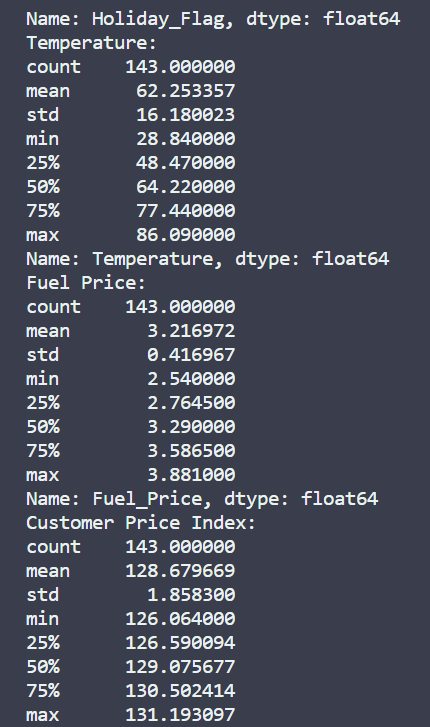 Name: Holiday_Flag, dtype: float64
Temperature:
count    143.000000
mean      62.253357
std       16.180023
min       28.840000
25%       48.470000
50%       64.220000
75%       77.440000
max       86.090000
Name: Temperature, dtype: float64
Fuel Price:
count    143.000000
mean       3.216972
std        0.416967
min        2.540000
25%        2.764500
50%        3.290000
75%        3.586500
max        3.881000
Name: Fuel_Price, dtype: float64
Customer Price Index:
count    143.000000
mean     128.679669
std        1.858300
min      126.064000
25%      126.590094
50%      129.075677
75%      130.502414
max      131.193097